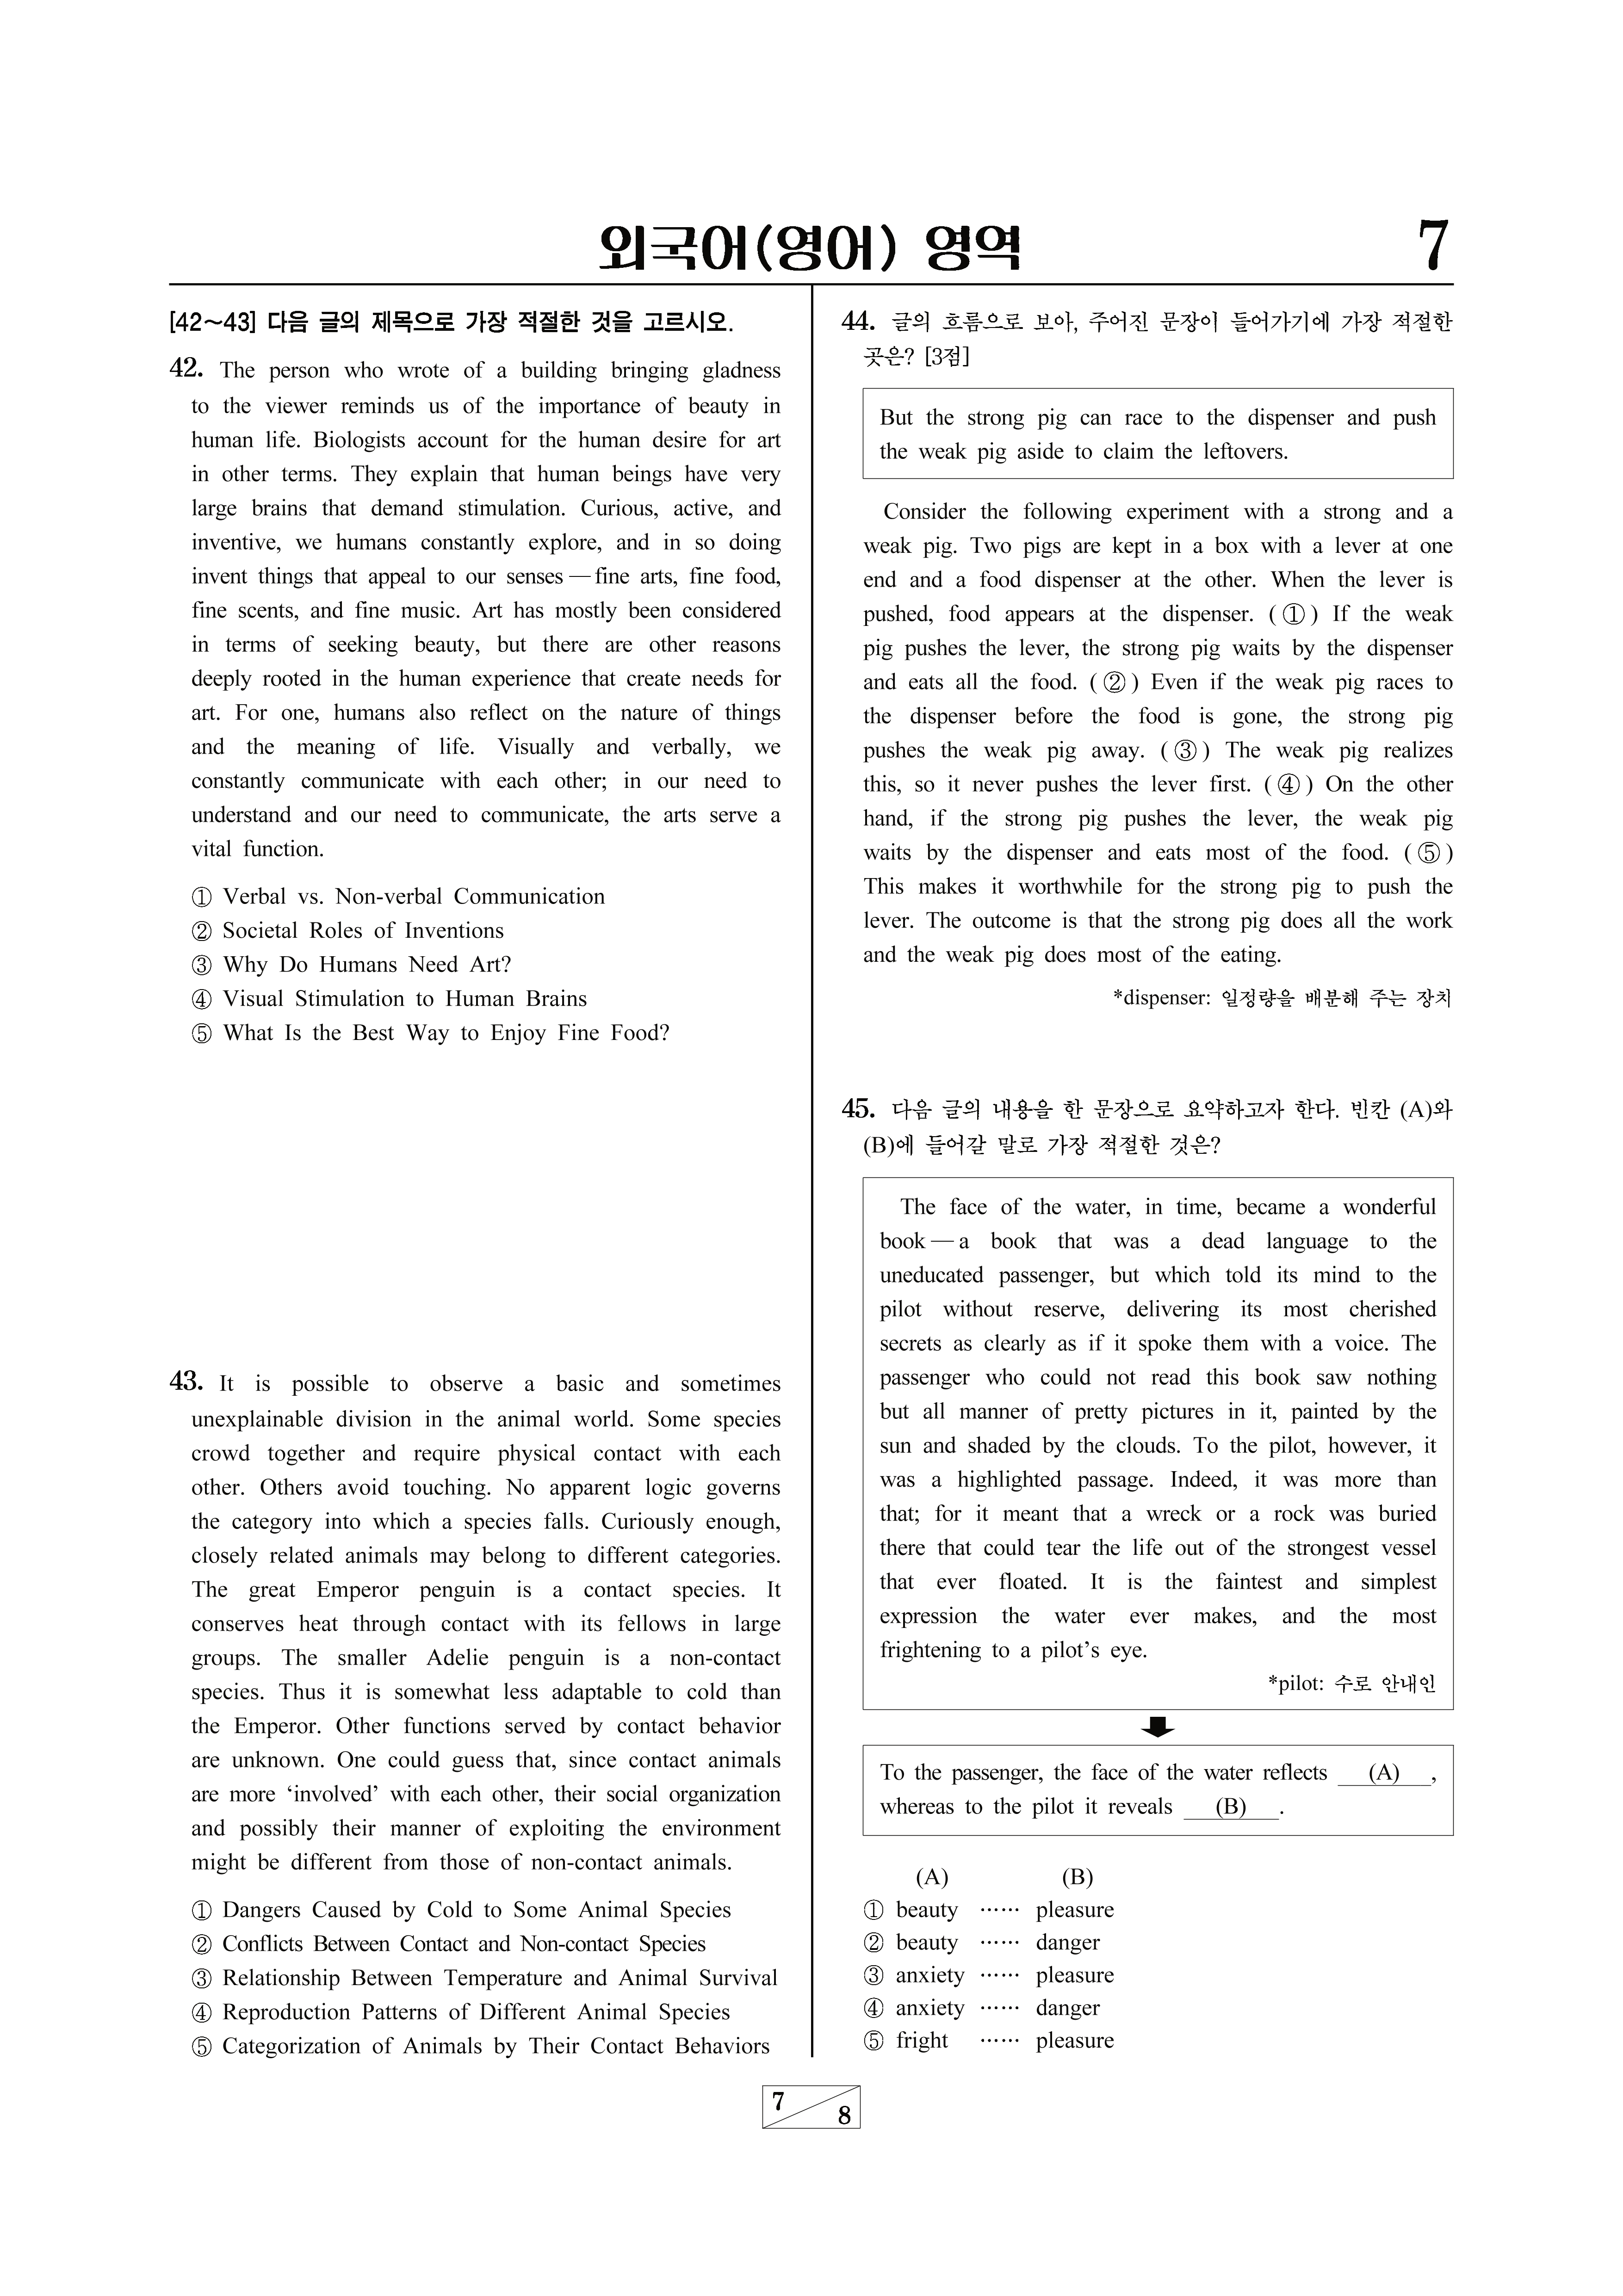 외국어(영어) 영역
7
[42~43] 다음 글의 제목으로 가장 적절한 것을 고르시오.
42. The person who wrote of a building bringing gladness
to the viewer reminds us of the importance of beauty in
human life. Biologists account for the human desire for art
in other terms. They explain that human beings have very
large brains that demand stimulation. Curious, active, and
inventive, we humans constantly explore, and in so doing
invent things that appeal to our senses — fine arts, fine food,
fine scents, and fine music. Art has mostly been considered
in terms of seeking beauty, but there are other reasons
deeply rooted in the human experience that create needs for
art. For one, humans also reflect on the nature of things
and the meaning of life. Visually and verbally, we
constantly communicate with each other; in our need to
understand and our need to communicate, the arts serve a
vital function.
① Verbal vs. Non-verbal Communication
② Societal Roles of Inventions
③ Why Do Humans Need Art?
④ Visual Stimulation to Human Brains
⑤ What Is the Best Way to Enjoy Fine Food?
43. It is possible to observe a basic and sometimes
unexplainable division in the animal world. Some species
crowd together and require physical contact with each
other. Others avoid touching. No apparent logic governs
the category into which a species falls. Curiously enough,
closely related animals may belong to different categories.
The great Emperor penguin is a contact species. It
conserves heat through contact with its fellows in large
groups. The smaller Adelie penguin is a non-contact
species. Thus it is somewhat less adaptable to cold than
the Emperor. Other functions served by contact behavior
are unknown. One could guess that, since contact animals
are more ‘involved’ with each other, their social organization
and possibly their manner of exploiting the environment
might be different from those of non-contact animals.
① Dangers Caused by Cold to Some Animal Species
② Conflicts Between Contact and Non-contact Species
③ Relationship Between Temperature and Animal Survival
④ Reproduction Patterns of Different Animal Species
⑤ Categorization of Animals by Their Contact Behaviors
44. 글의 흐름으로 보아, 주어진 문장이 들어가기에 가장 적절한
곳은? [3점]
But the strong pig can race to the dispenser and push
the weak pig aside to claim the leftovers.
Consider the following experiment with a strong and a
weak pig. Two pigs are kept in a box with a lever at one
end and a food dispenser at the other. When the lever is
pushed, food appears at the dispenser. ( ① ) If the weak
pig pushes the lever, the strong pig waits by the dispenser
and eats all the food. ( ② ) Even if the weak pig races to
the dispenser before the food is gone, the strong pig
pushes the weak pig away. ( ③ ) The weak pig realizes
this, so it never pushes the lever first. ( ④ ) On the other
hand, if the strong pig pushes the lever, the weak pig
waits by the dispenser and eats most of the food. ( ⑤ )
This makes it worthwhile for the strong pig to push the
lever. The outcome is that the strong pig does all the work
and the weak pig does most of the eating.
*dispenser: 일정량을 배분해 주는 장치
45. 다음 글의 내용을 한 문장으로 요약하고자 한다. 빈칸 (A)와
(B)에 들어갈 말로 가장 적절한 것은?
The face of the water, in time, became a wonderful
book — a book that was a dead language to the
uneducated passenger, but which told its mind to the
pilot without reserve, delivering its most cherished
secrets as clearly as if it spoke them with a voice. The
passenger who could not read this book saw nothing
but all manner of pretty pictures in it, painted by the
sun and shaded by the clouds. To the pilot, however, it
was a highlighted passage. Indeed, it was more than
that; for it meant that a wreck or a rock was buried
there that could tear the life out of the strongest vessel
that ever floated. It is the faintest and simplest
expression the water ever makes, and the most
frightening to a pilot’s eye.
*pilot: 수로 안내인
To the passenger, the face of the water reflects (A) ,
whereas to the pilot it reveals (B) .
(A) (B)
① beauty ⋯⋯ pleasure
② beauty ⋯⋯ danger
③ anxiety ⋯⋯ pleasure
④ anxiety ⋯⋯ danger
⑤ fright ⋯⋯ pleasure
7
8